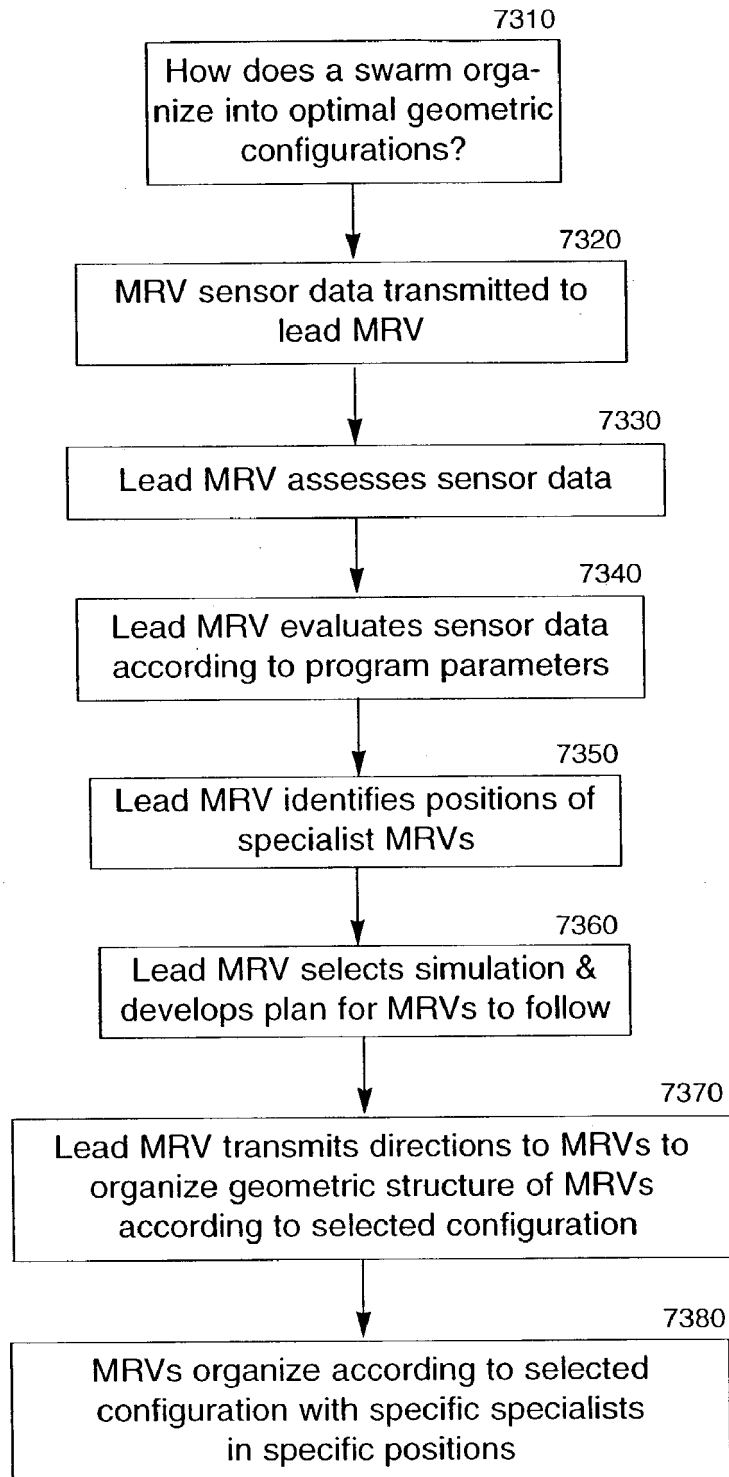 7310
How does a swarm orga-
nize into optimal geometric
configurations?
7320
MRV sensor data transmitted to
lead MRV
7330
Lead MRV assesses sensor data
7340
Lead MRV evaluates sensor data
according to program parameters
7350
Lead MRV identifies positions of
specialist MRVs
7360
Lead MRV selects simulation &
develops plan for MRVs to follow
7370
Lead MRV transmits directions to MRVs to
organize geometric structure of MRVs
according to selected configuration
7380
MRVs organize according to selected
configuration with specific specialists
in specific positions